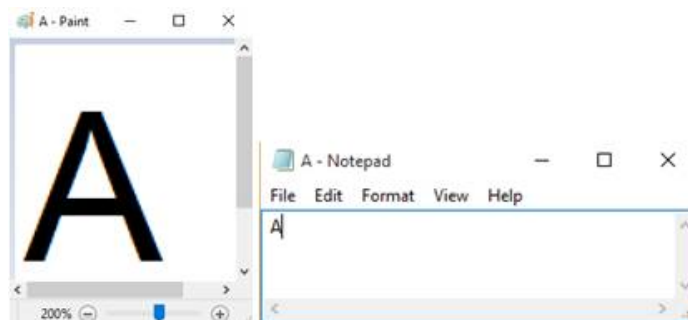 A - Paint
A
200%
A - Notepad
File Edit Format View Help
A